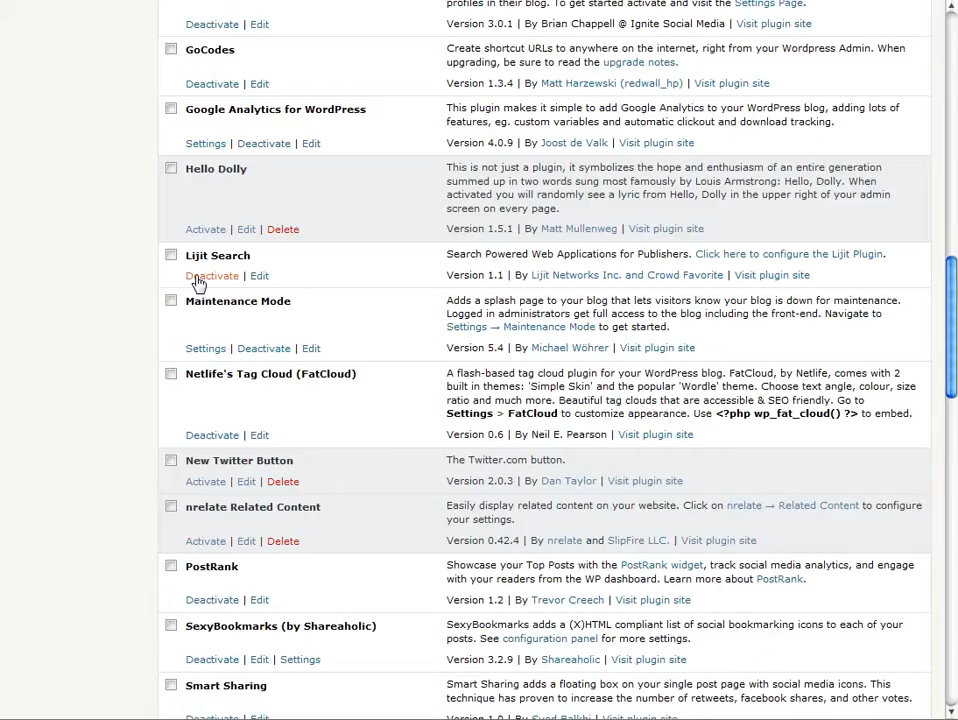 profiles in their blog. To get started activate and visit the Settings Page.
Deactivate | Edit
Version 3.0.1 | By Brian Chappell @ Ignite Social Media | Visit plugin site
GoCodes
Create shortcut URLs to anywhere on the internet, right from your Wordpress Admin. When
upgrading, be sure to read the upgrade notes.
Deactivate | Edit
Version 1.3.4 | By Matt Harzewski (redwall_hp) | Visit plugin site
Google Analytics for WordPress
This plugin makes it simple to add Google Analytics to your WordPress blog, adding lots of
features, eg. custom variables and automatic clickout and download tracking.
Settings | Deactivate | Edit
Version 4.0.9 | By Joost de Valk | Visit plugin site
Hello Dolly
This is not just a plugin, it symbolizes the hope and enthusiasm of an entire generation
summed up in two words sung most famously by Louis Armstrong: Hello, Dolly. When
activated you will randomly see a lyric from Hello, Dolly in the upper right of your admin
screen on every page.
Activate | Edit | Delete
Version 1.5.1 | By Matt Mullenweg | Visit plugin site
Lijit Search
Search Powered Web Applications for Publishers. Click here to configure the Lijit Plugin.
Deactivate | Edit
Version 1.1 | By Lijit Networks Inc. and Crowd Favorite | Visit plugin site
Maintenance Mode
Adds a splash page to your blog that lets visitors know your blog is down for maintenance.
Logged in administrators get full access to the blog including the front-end. Navigate to
Settings → Maintenance Mode to get started.
Settings | Deactivate | Edit
Version 5.4 | By Michael Wöhrer | Visit plugin site
Netlife's Tag Cloud (FatCloud)
A flash-based tag cloud plugin for your WordPress blog. FatCloud, by Netlife, comes with 2
built in themes: 'Simple Skin' and the popular 'Wordle' theme. Choose text angle, colour, size
ratio and much more. Beautiful tag clouds that are accessible & SEO friendly. Go to
Settings > FatCloud to customize appearance. Use <?php wp_fat_cloud() ?> to embed.
Deactivate | Edit
Version 0.6 | By Neil E. Pearson | Visit plugin site
New Twitter Button
The Twitter.com button.
Activate | Edit | Delete
Version 2.0.3 | By Dan Taylor | Visit plugin site
nrelate Related Content
Easily display related content on your website. Click on nrelate → Related Content to configure
your settings.
Activate | Edit | Delete
Version 0.42.4 | By nrelate and SlipFire LLC. | Visit plugin site
PostRank
Showcase your Top Posts with the PostRank widget, track social media analytics, and engage
with your readers from the WP dashboard. Learn more about PostRank.
Deactivate | Edit
Version 1.2 | By Trevor Creech | Visit plugin site
SexyBookmarks (by Shareaholic)
SexyBookmarks adds a (X)HTML compliant list of social bookmarking icons to each of your
posts. See configuration panel for more settings.
Deactivate | Edit | Settings
Version 3.2.9 | By Shareaholic | Visit plugin site
Smart Sharing
Smart Sharing adds a floating box on your single post page with social media icons. This
technique has proven to increase the number of retweets, facebook shares, and other votes.
Deactivate | Edit
Version 1.0 | By Syed Balkhi | Visit plugin site